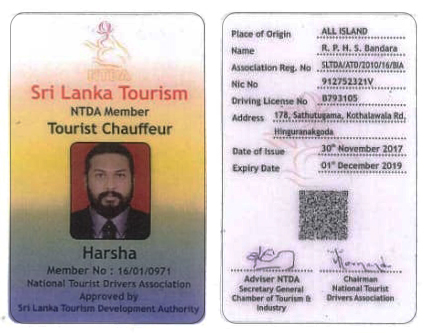 NTDA
Sri Lanka Tourism
NTDA Member
Tourist Chauffeur
Harsha
Member No : 16/01/0971
National Tourist Drivers Association
Approved by
Sri Lanka Tourism Development Authority
Place of Origin ALL ISLAND
Name R. P. H. S. Bandara
Association Reg. No SLTDA/ATD/2010/16/BIA
Nic No 912752321V
Driving License No B793105
Address 178, Sathutugama, Kothalawala Rd,
Hinguranakgoda
Date of Issue 30th November 2017
Expiry Date 01st December 2019
Adviser NTDA
Secretary General
Chamber of Tourism &
Industry
Chairman
National Tourist
Drivers Association